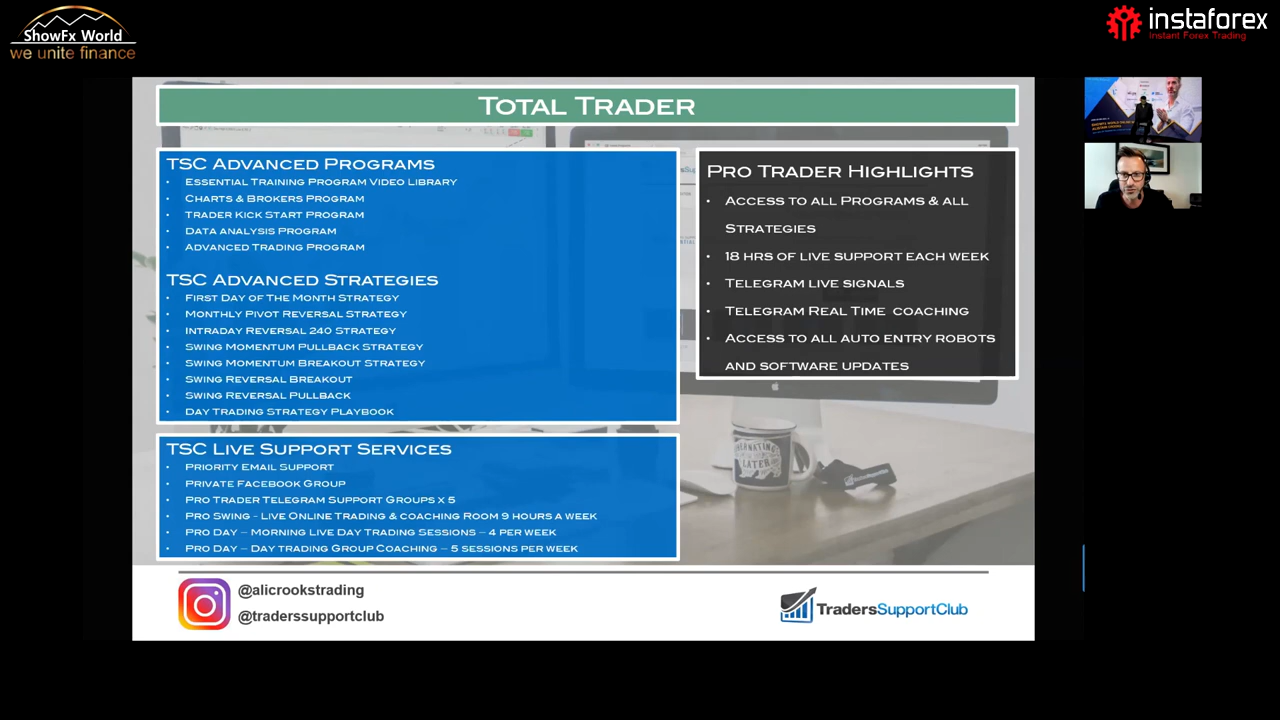 ShowFx World
we unite finance
instaforex
Instant Forex Trading
TOTAL TRADER
TSC ADVANCED PROGRAMS
• ESSENTIAL TRAINING PROGRAM VIDEO LIBRARY
• CHARTS & BROKERS PROGRAM
• TRADER KICK START PROGRAM
• DATA ANALYSIS PROGRAM
• ADVANCED TRADING PROGRAM
TSC ADVANCED STRATEGIES
• FIRST DAY OF THE MONTH STRATEGY
• MONTHLY PIVOT REVERSAL STRATEGY
• INTRADAY REVERSAL 240 STRATEGY
• SWING MOMENTUM PULLBACK STRATEGY
• SWING MOMENTUM BREAKOUT STRATEGY
• SWING REVERSAL BREAKOUT
• SWING REVERSAL PULLBACK
• DAY TRADING STRATEGY PLAYBOOK
TSC LIVE SUPPORT SERVICES
• PRIORITY EMAIL SUPPORT
• PRIVATE FACEBOOK GROUP
• PRO TRADER TELEGRAM SUPPORT GROUPS X 5
• PRO SWING - LIVE ONLINE TRADING & COACHING ROOM 9 HOURS A WEEK
• PRO DAY – MORNING LIVE DAY TRADING SESSIONS – 4 PER WEEK
• PRO DAY – DAY TRADING GROUP COACHING – 5 SESSIONS PER WEEK
PRO TRADER HIGHLIGHTS
• ACCESS TO ALL PROGRAMS & ALL
STRATEGIES
• 18 HRS OF LIVE SUPPORT EACH WEEK
• TELEGRAM LIVE SIGNALS
• TELEGRAM REAL TIME COACHING
• ACCESS TO ALL AUTO ENTRY ROBOTS
AND SOFTWARE UPDATES
LATER
@alicrookstrading
@traderssupportclub
TradersSupportClub